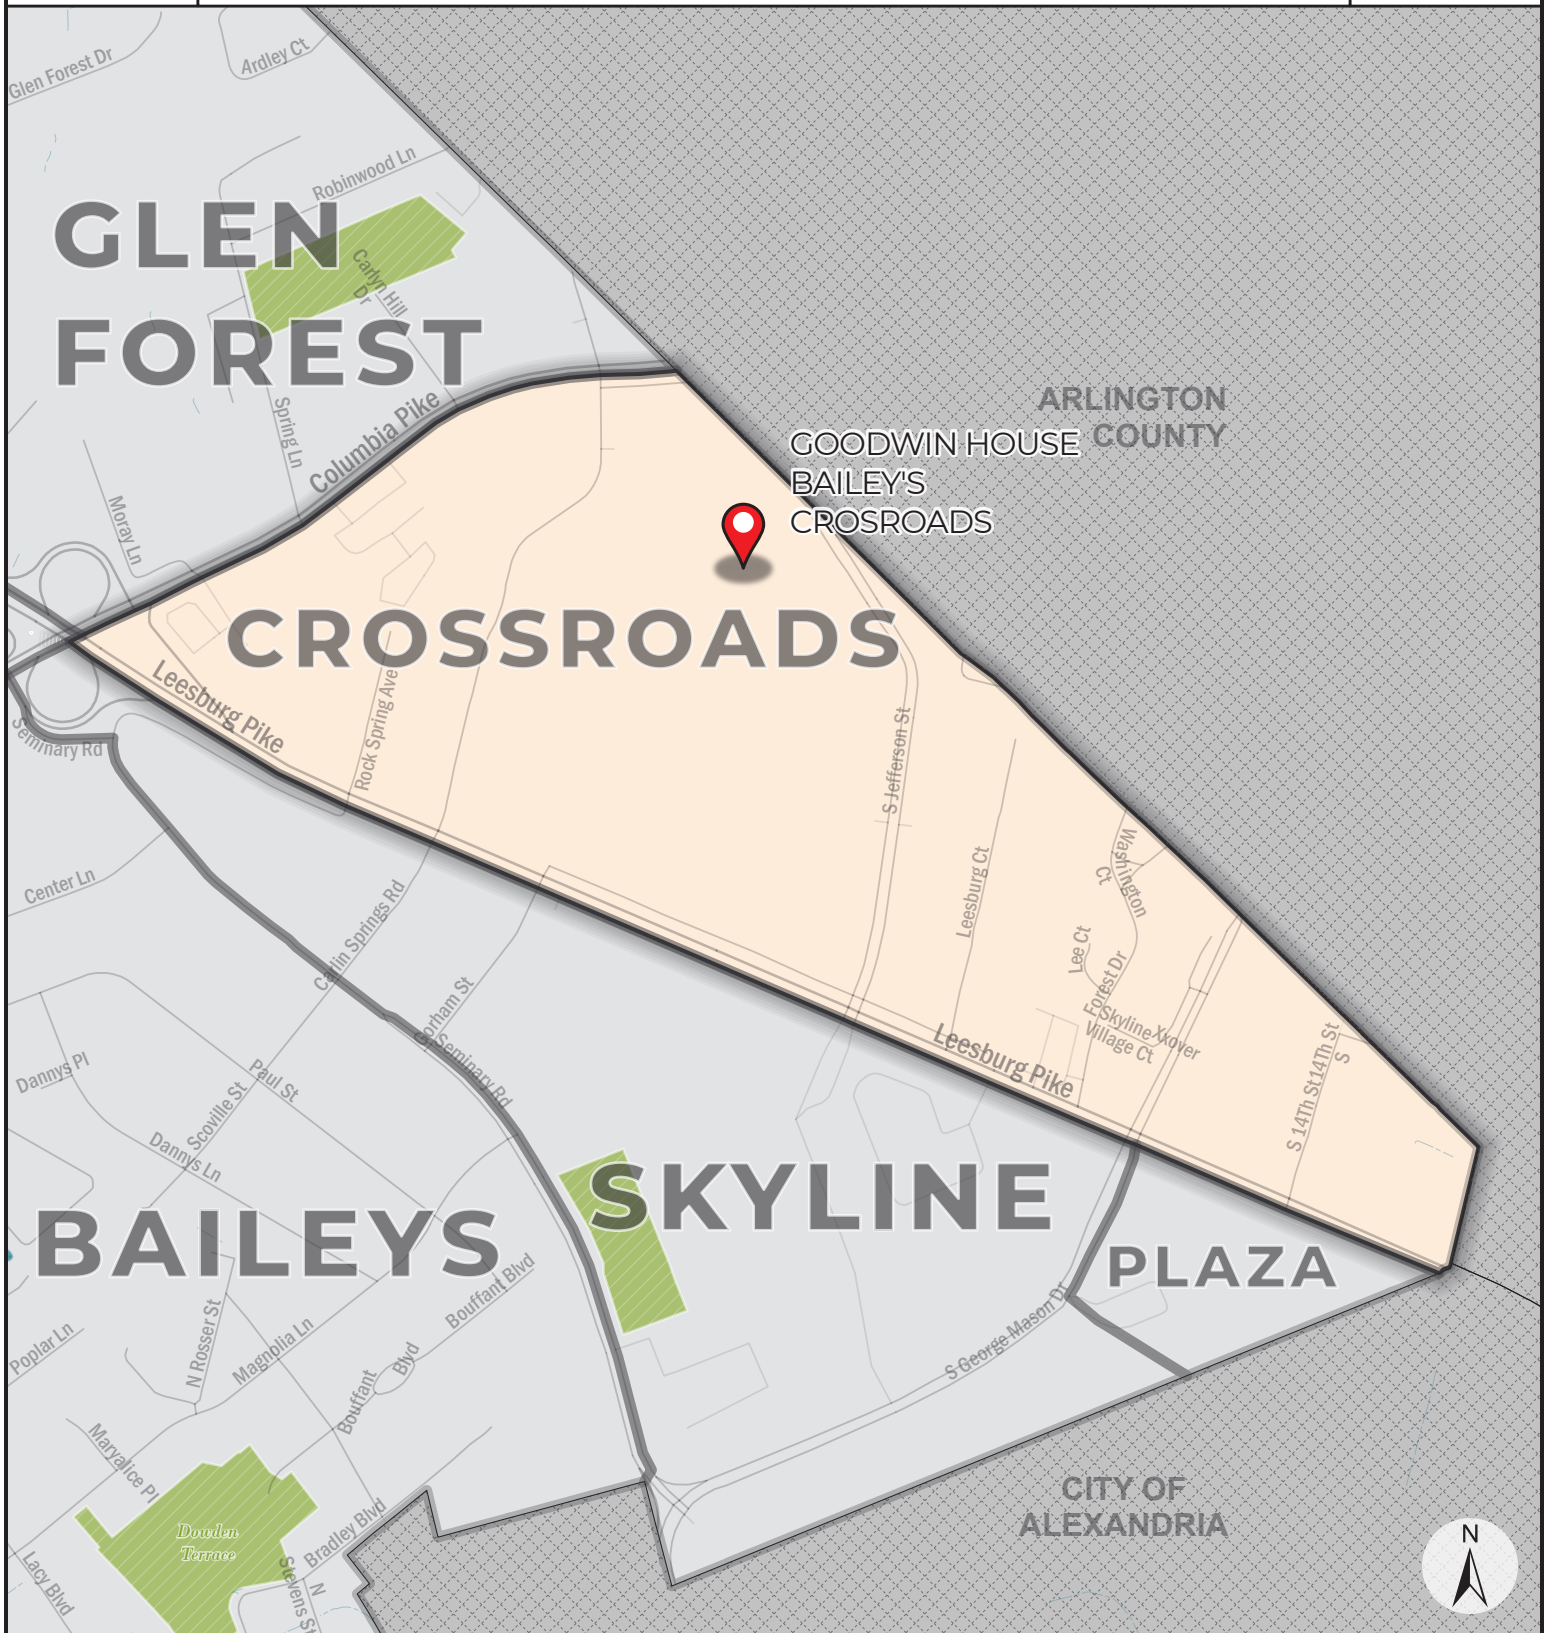 Glen Forest Dr
Ardley Ct
Robinwood Ln
GLEN
FOREST
Carlyn Hill
Dr
Spring Ln
Columbia Pike
Moray Ln
ARLINGTON
COUNTY
GOODWIN HOUSE
BAILEY'S
CROSROADS
CROSSROADS
Leesburg Pike
Rock Spring Ave
Seminary Rd
S Jefferson St
Leesburg Ct
Washington
Ct
Lee Ct
Forest Dr
Skyline Xxover
Village Ct
Leesburg Pike
S 14Th St
14Th St
S
Center Ln
Carlin Springs Rd
Gorham St
Seminary Rd
Dannys Pl
Paul St
Scoville St
Dannys Ln
SKYLINE
BAILEYS
PLAZA
Bouffant Blvd
S George Mason Dr
Poplar Ln
N Rosser St
Magnolia Ln
Bouffant
Blvd
Maryalice Pl
Dowden
Terrace
Bradley Blvd
Lacy Blvd
N
Stevens St
CITY OF
ALEXANDRIA
N